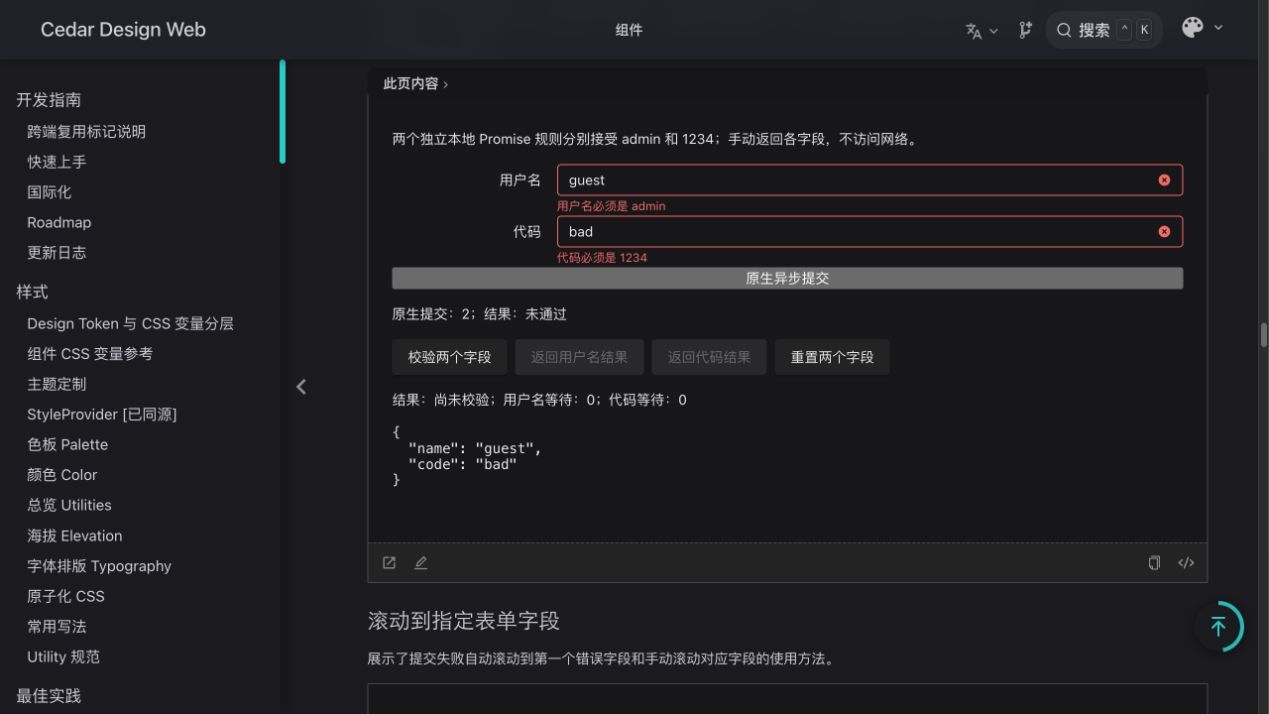 Cedar Design Web
组件
搜索 ^ K
开发指南
跨端复用标记说明
快速上手
国际化
Roadmap
更新日志
样式
Design Token 与 CSS 变量分层
组件 CSS 变量参考
主题定制
StyleProvider [已同源]
色板 Palette
颜色 Color
总览 Utilities
海拔 Elevation
字体排版 Typography
原子化 CSS
常用写法
Utility 规范
最佳实践
此页内容 ›
两个独立本地 Promise 规则分别接受 admin 和 1234；手动返回各字段，不访问网络。
用户名 guest
用户名必须是 admin
代码 bad
代码必须是 1234
原生异步提交
原生提交：2；结果：未通过
校验两个字段 返回用户名结果 返回代码结果 重置两个字段
结果：尚未校验；用户名等待：0；代码等待：0
{
"name": "guest",
"code": "bad"
}
滚动到指定表单字段
展示了提交失败自动滚动到第一个错误字段和手动滚动对应字段的使用方法。